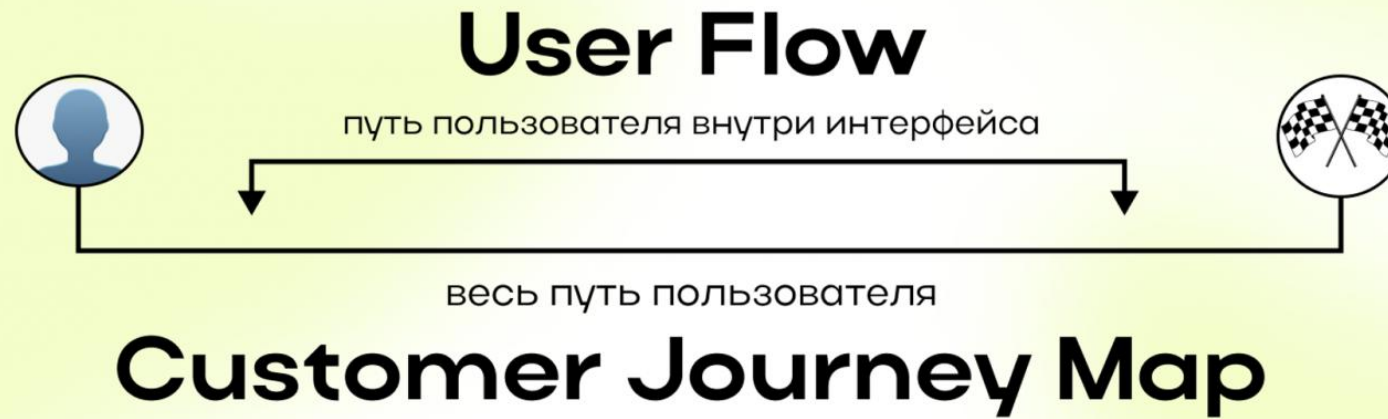 User Flow
путь пользователя внутри интерфейса
весь путь пользователя
Customer Journey Map